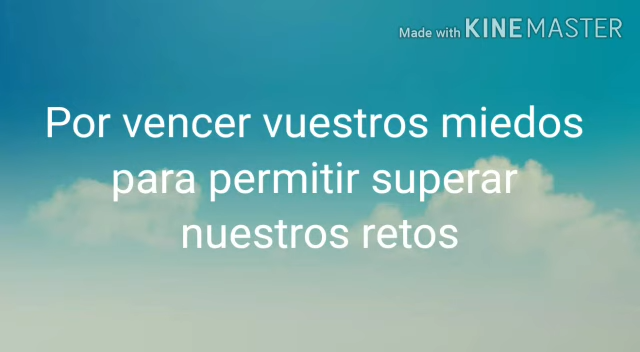 Made with KINEMASTER
Por vencer vuestros miedos
para permitir superar
nuestros retos